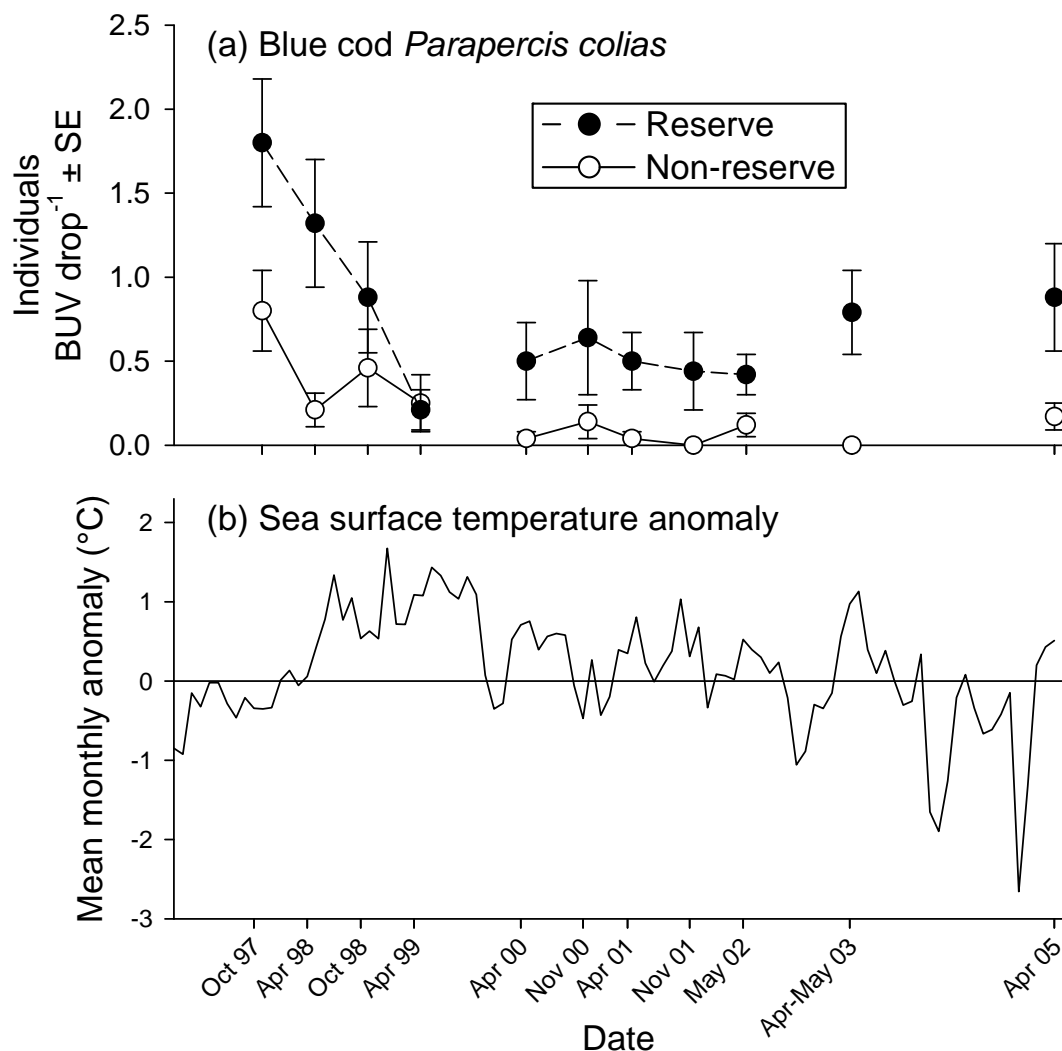 2.5
(a) Blue cod Parapercis colias
2.0
Reserve
Non-reserve
1.5
Individuals
BUV drop-1 ± SE
1.0
0.5
0.0
(b) Sea surface temperature anomaly
2
1
0
-1
-2
-3
Mean monthly anomaly (°C)
Oct 97
Apr 98
Oct 98
Apr 99
Apr 00
Nov 00
Apr 01
Nov 01
May 02
Apr-May 03
Apr 05
Date